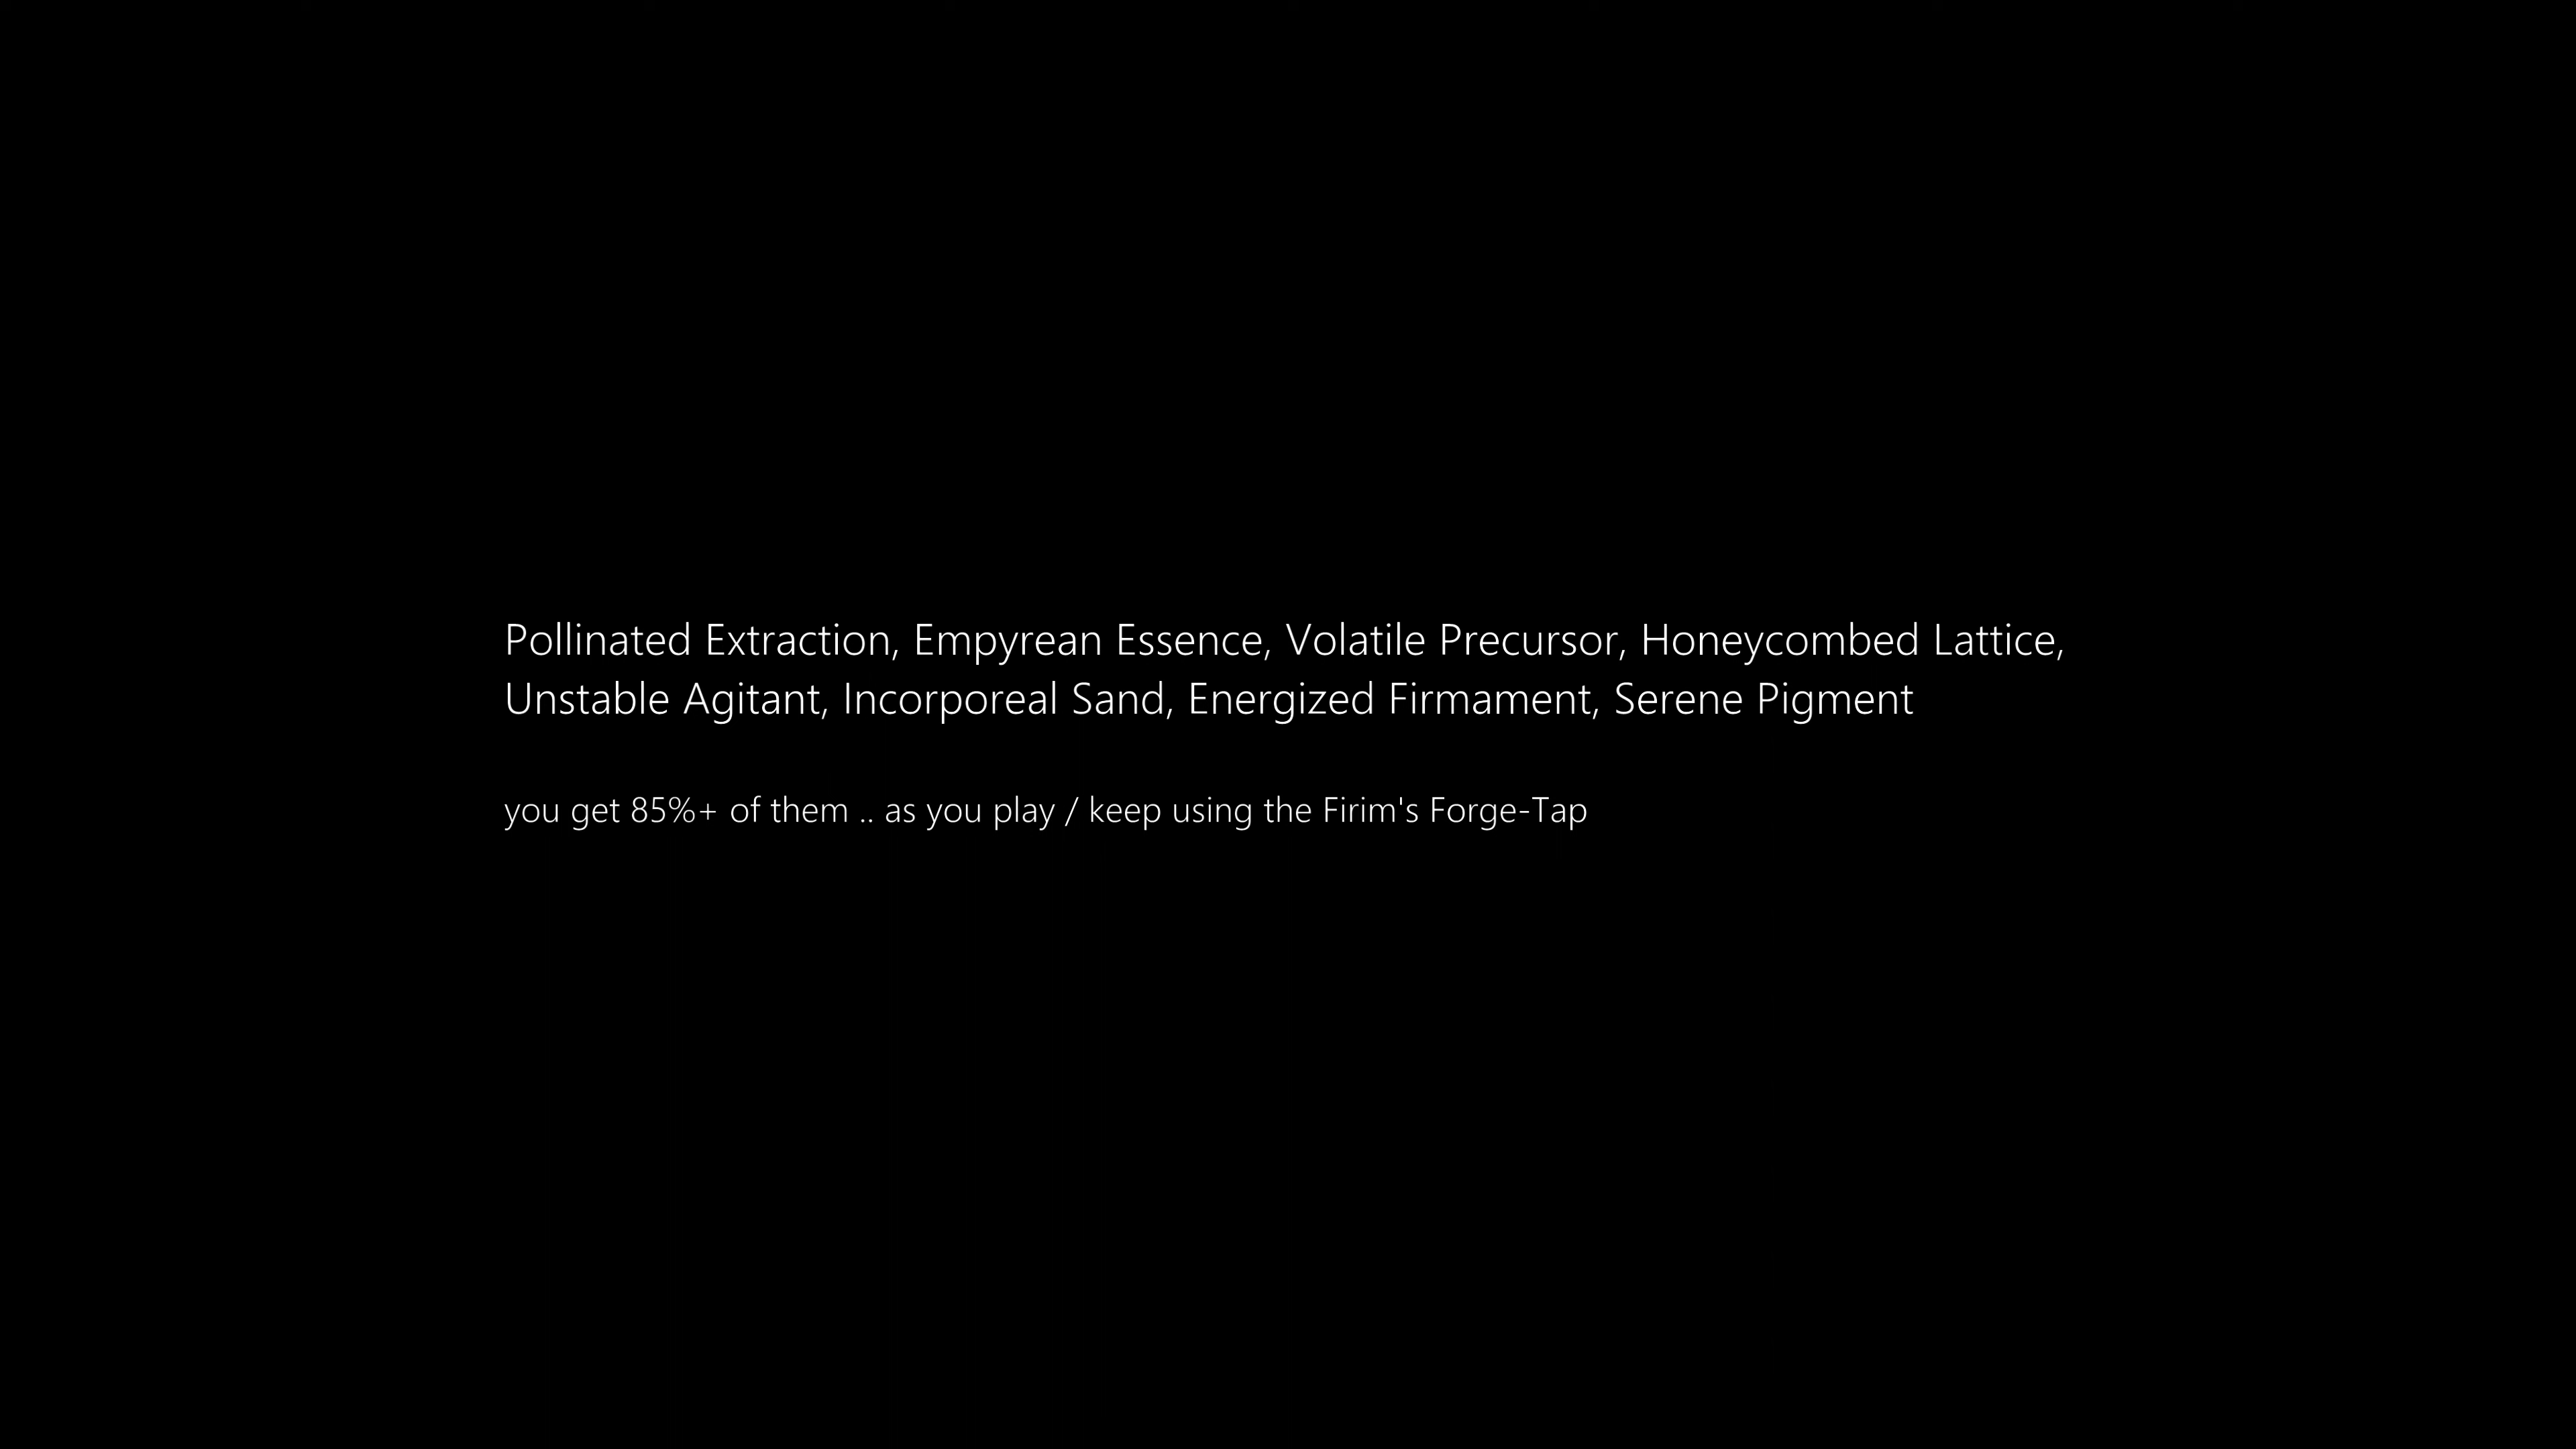 Pollinated Extraction, Empyrean Essence, Volatile Precursor, Honeycombed Lattice,
Unstable Agitant, Incorporeal Sand, Energized Firmament, Serene Pigment
you get 85%+ of them .. as you play / keep using the Firim's Forge-Tap